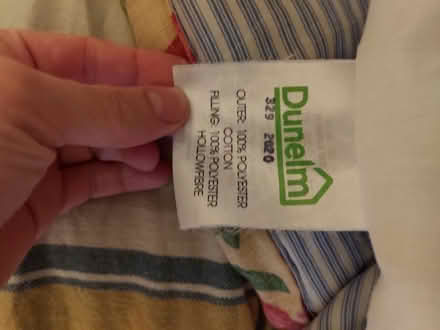 Dunelm
329 2020
OUTER: 100% POLYESTER
COTTON
FILLING: 100% POLYESTER
HOLLOWFIBRE